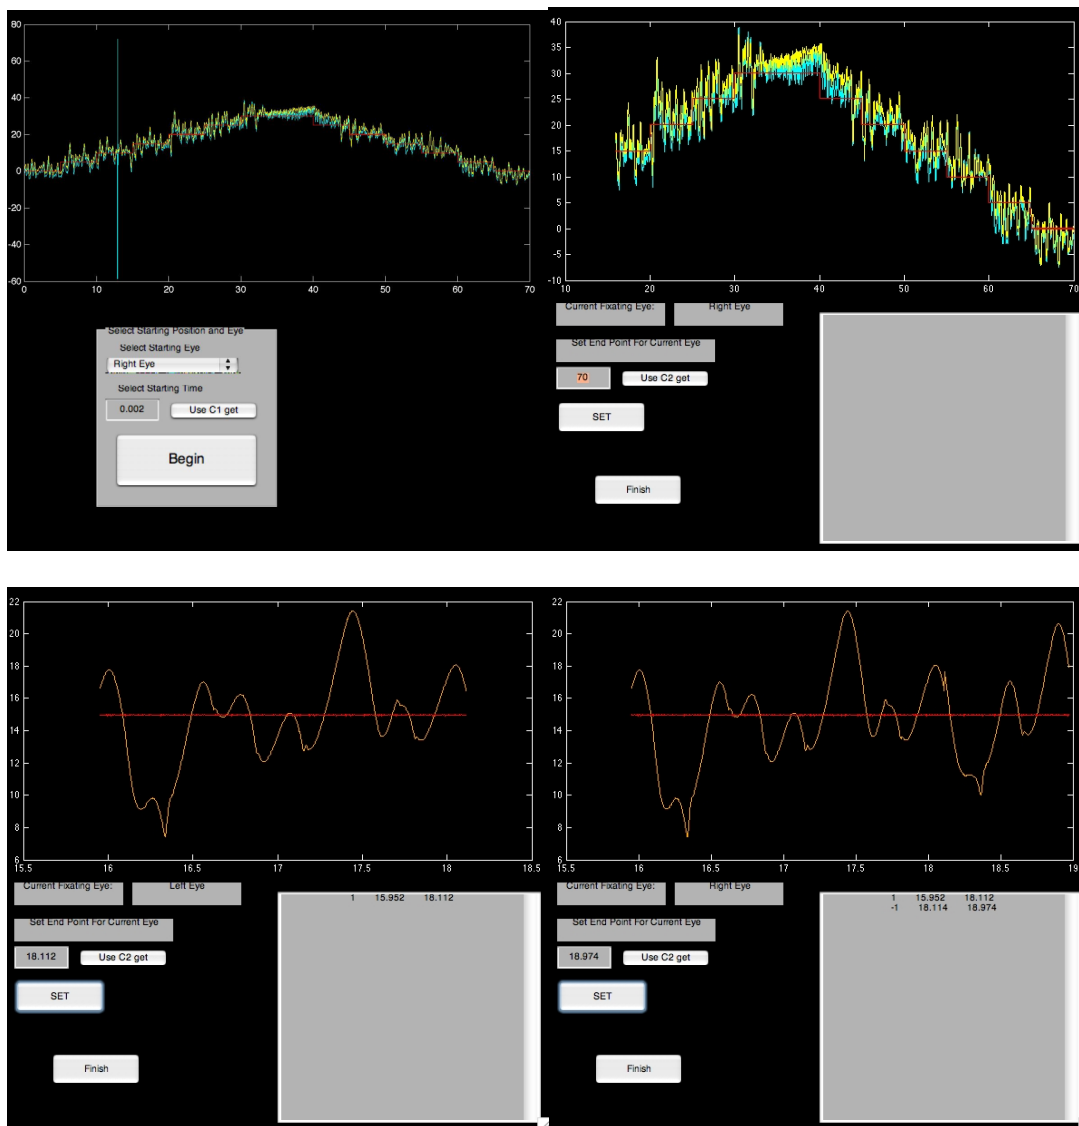 80
60
40
20
0
-20
-40
-60
0 10 20 30 40 50 60 70
Select Starting Position and Eye
Select Starting Eye
Right Eye
Select Starting Time
0.002 Use C1 get
Begin
40
35
30
25
20
15
10
5
0
-5
-10
10 20 30 40 50 60 70
Current Fixating Eye: Right Eye
Set End Point For Current Eye
70 Use C2 get
SET
Finish
22
20
18
16
14
12
10
8
6
15.5 16 16.5 17 17.5 18 18.5
Current Fixating Eye: Left Eye
Set End Point For Current Eye
18.112 Use C2 get
SET
Finish
1 15.952 18.112
22
20
18
16
14
12
10
8
6
15.5 16 16.5 17 17.5 18 18.5 19
Current Fixating Eye: Right Eye
Set End Point For Current Eye
18.974 Use C2 get
SET
Finish
1 15.952 18.112
-1 18.114 18.974